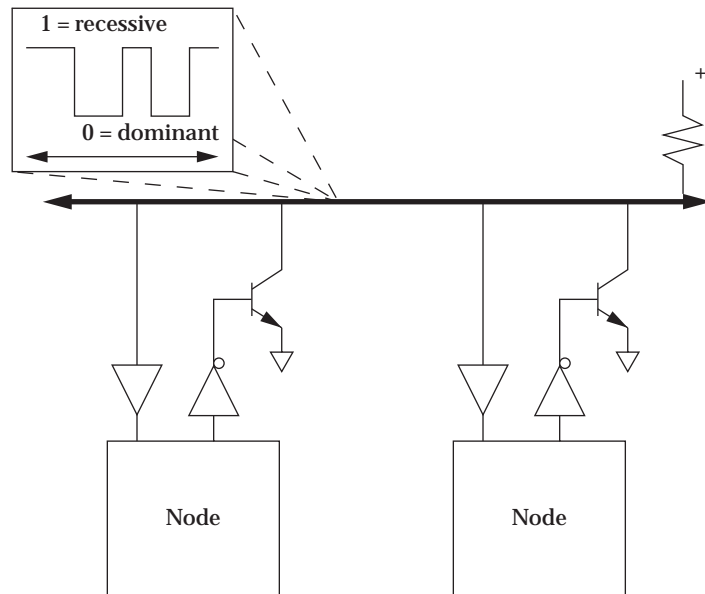 1 = recessive
0 = dominant
+
Node
Node